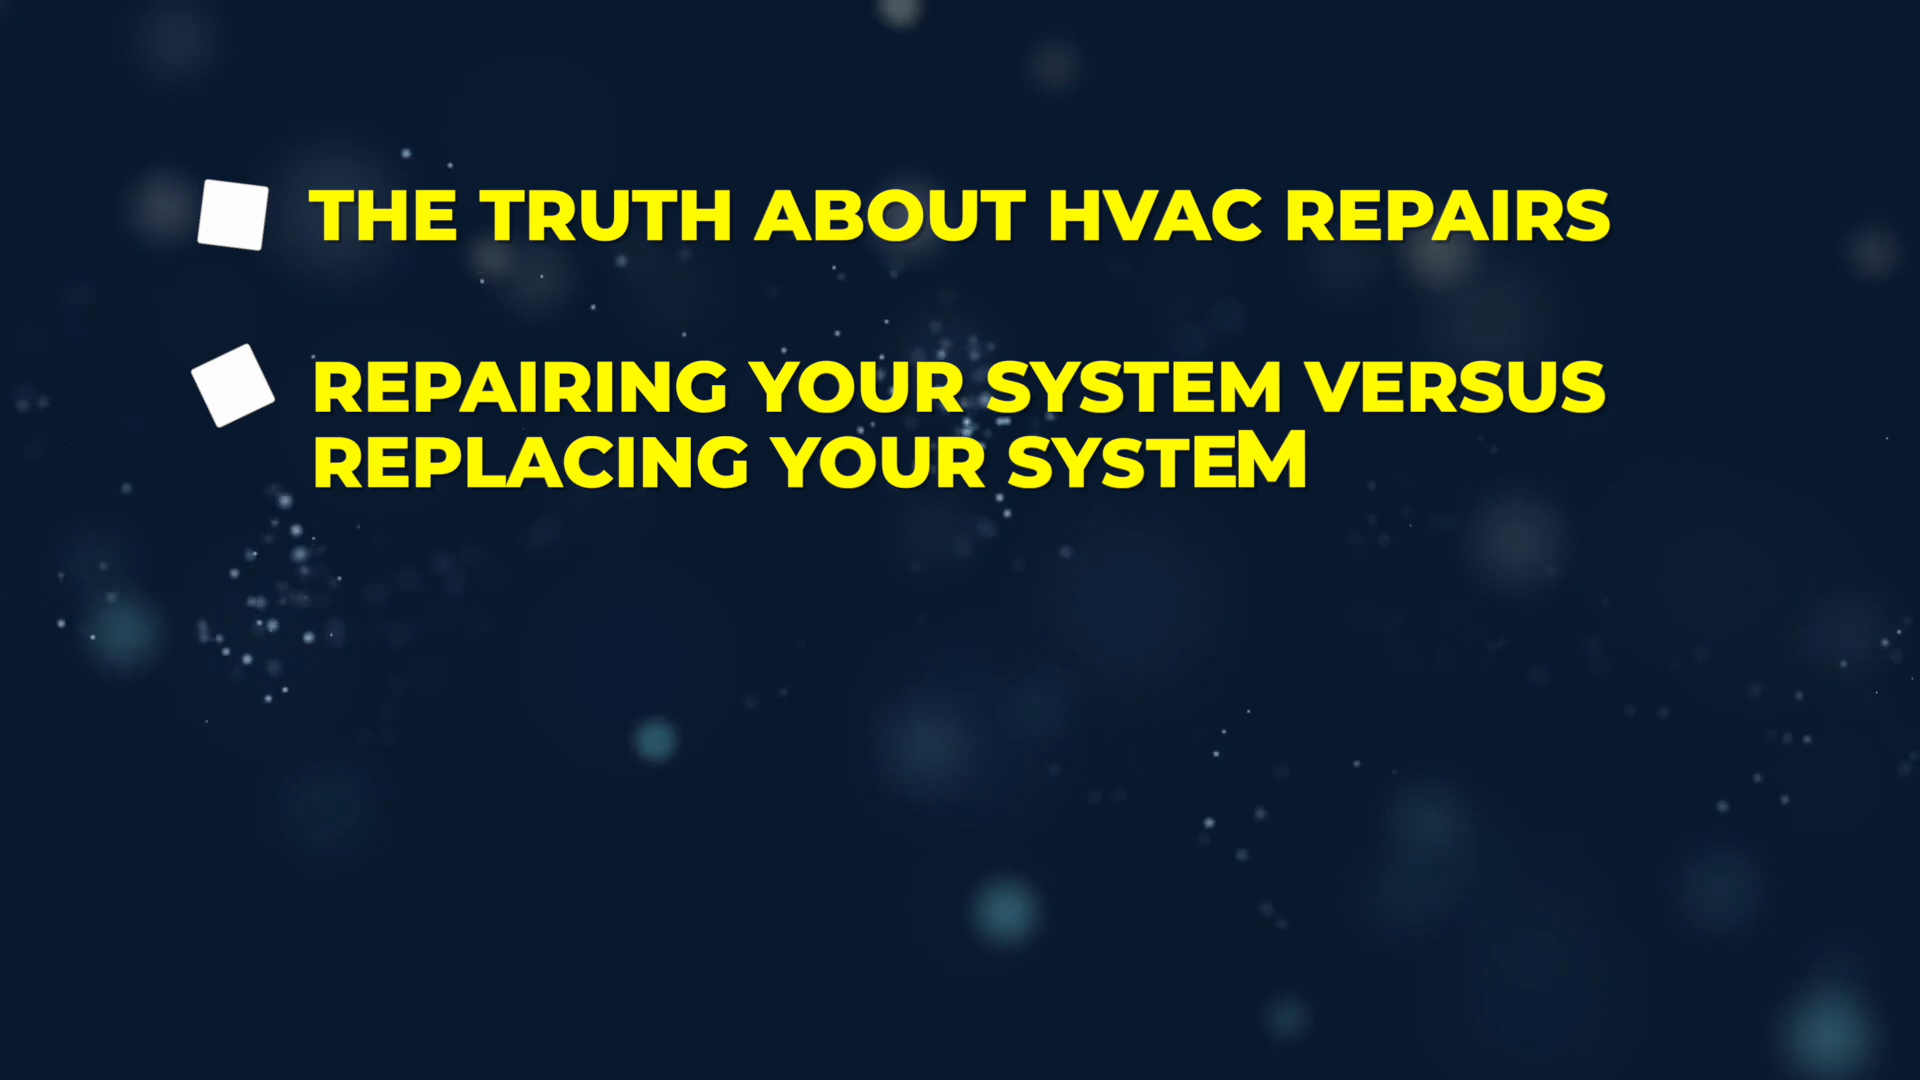 THE TRUTH ABOUT HVAC REPAIRS
REPAIRING YOUR SYSTEM VERSUS
REPLACING YOUR SYSTEM